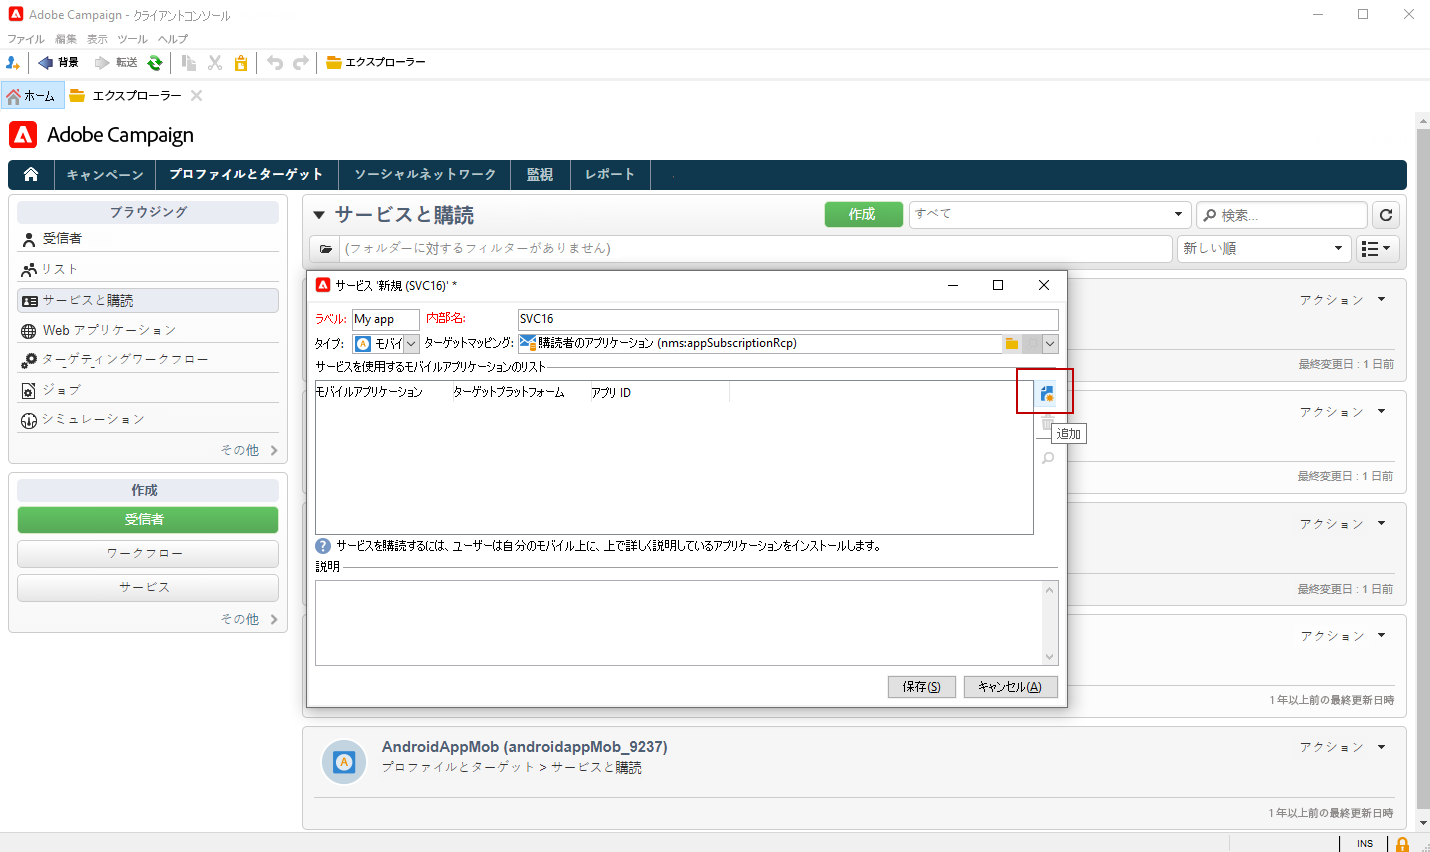 Adobe Campaign - クライアントコンソール
ファイル 編集 表示 ツール ヘルプ
背景 転送 エクスプローラー
ホーム エクスプローラー
Adobe Campaign
キャンペーン プロファイルとターゲット ソーシャルネットワーク 監視 レポート
ブラウジング
受信者
リスト
サービスと購読
Web アプリケーション
ターゲティングワークフロー
ジョブ
シミュレーション
その他
作成
受信者
ワークフロー
サービス
その他
サービスと購読 作成 すべて 検索...
(フォルダーに対するフィルターがありません) 新しい順
アクション
最終変更日 : 1 日前
アクション
最終変更日 : 1 日前
アクション
最終変更日 : 1 日前
アクション
1 年以上前の最終更新日時
サービス '新規 (SVC16)' *
ラベル: My app 内部名: SVC16
タイプ: モバイ ターゲットマッピング: 購読者のアプリケーション (nms:appSubscriptionRcp)
サービスを使用するモバイルアプリケーションのリスト
モバイルアプリケーション ターゲットプラットフォーム アプリ ID
追加
サービスを購読するには、ユーザーは自分のモバイル上に、上で詳しく説明しているアプリケーションをインストールします。
説明
保存(S) キャンセル(A)
AndroidAppMob (androidappMob_9237)
プロファイルとターゲット > サービスと購読
アクション
1 年以上前の最終更新日時
INS